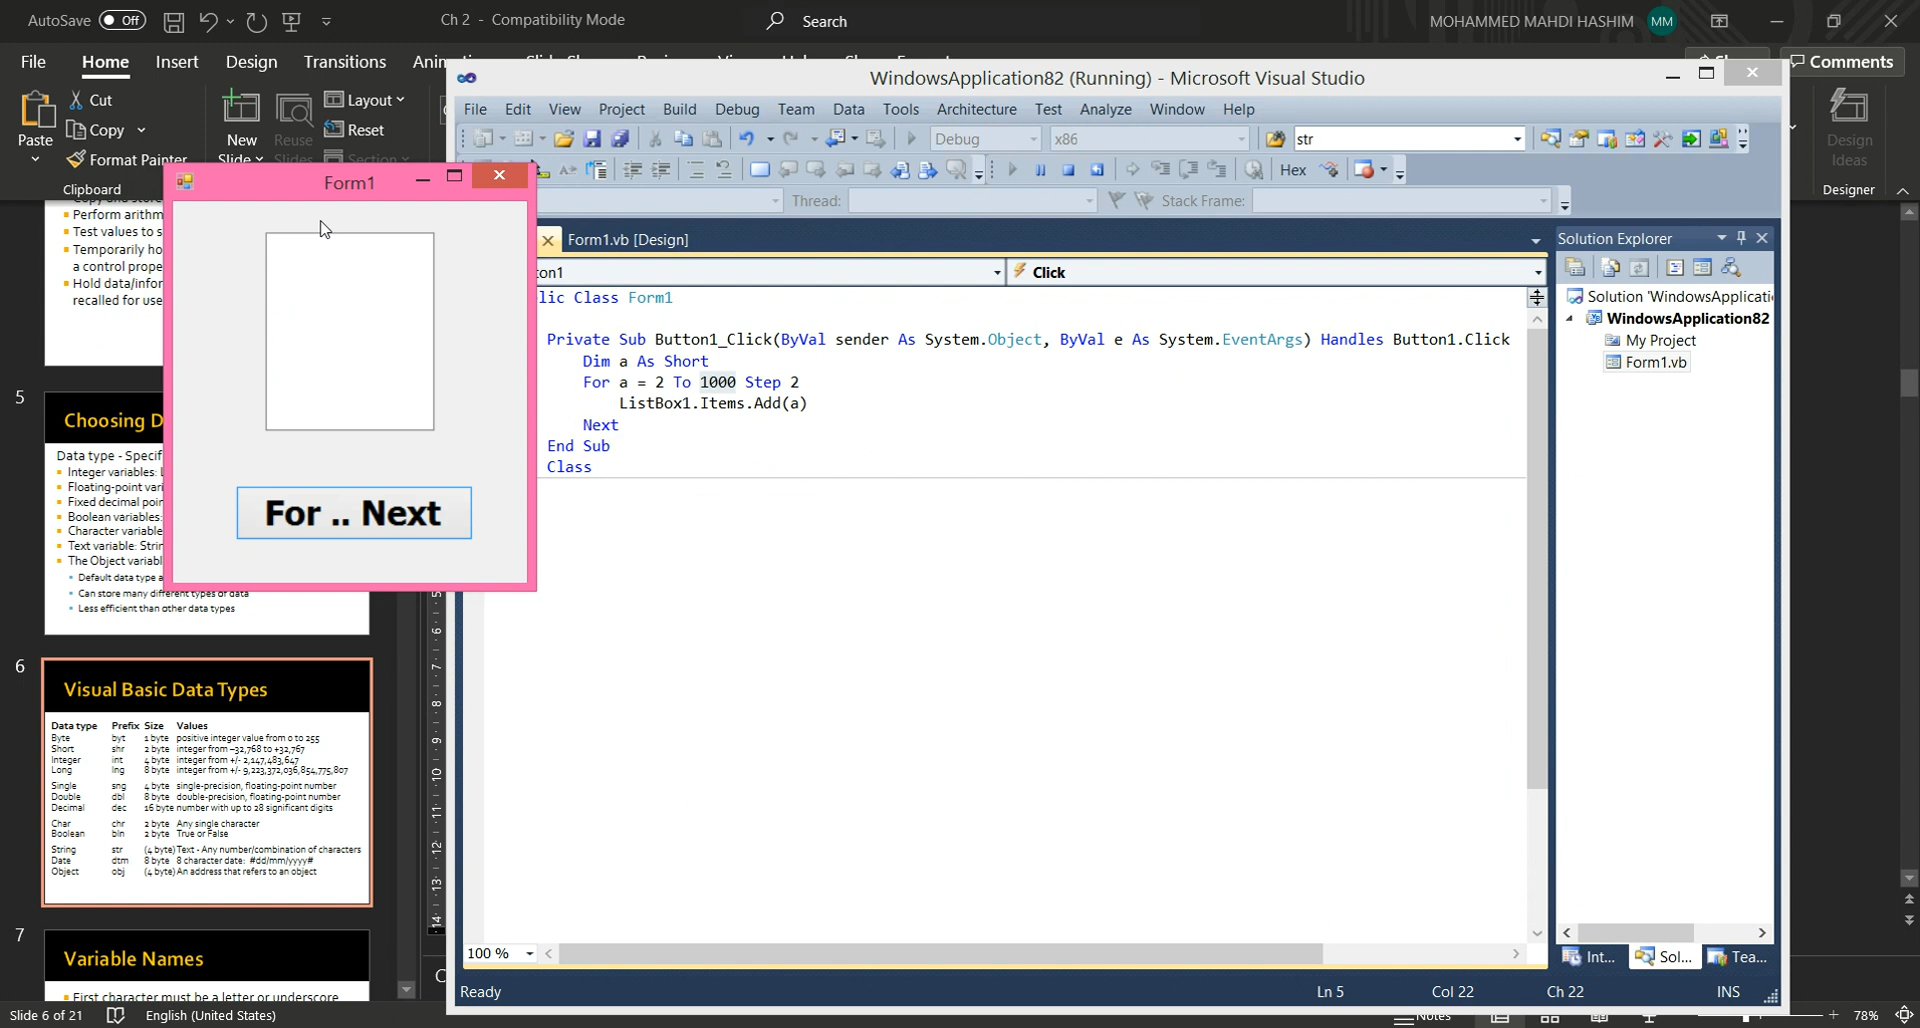 AutoSave Off
Ch 2 - Compatibility Mode
Search
MOHAMMED MAHDI HASHIM MM
File Home Insert Design Transitions
Comments
Paste
Cut
Copy
Format Painter
Clipboard
New
Slide
Reuse
Slides
Layout
Reset
Section
Design
Ideas
Designer
WindowsApplication82 (Running) - Microsoft Visual Studio
File Edit View Project Build Debug Team Data Tools Architecture Test Analyze Window Help
Debug x86 str
Hex
Thread: Stack Frame:
Form1.vb [Design]
Click
Class Form1
Private Sub Button1_Click(ByVal sender As System.Object, ByVal e As System.EventArgs) Handles Button1.Click
Dim a As Short
For a = 2 To 1000 Step 2
ListBox1.Items.Add(a)
Next
End Sub
Class
100 %
Ready Ln 5 Col 22 Ch 22 INS
Solution Explorer
Solution 'WindowsApplicati
WindowsApplication82
My Project
Form1.vb
Int... Sol... Tea...
Form1
For .. Next
Perform arithm
Test values to s
Temporarily ho
a control prope
Hold data/infor
recalled for use
5
Choosing D
Data type - Specif
Integer variables: L
Floating-point vari
Fixed decimal poin
Boolean variables:
Character variable
Text variable: Strin
The Object variabl
Default data type a
Can store many different types of data
Less efficient than other data types
6
Visual Basic Data Types
Data type Prefix Size Values
Byte byt 1 byte positive integer value from 0 to 255
Short shr 2 byte integer from –32,768 to +32,767
Integer int 4 byte integer from +/- 2,147,483,647
Long lng 8 byte integer from +/- 9,223,372,036,854,775,807
Single sng 4 byte single-precision, floating-point number
Double dbl 8 byte double-precision, floating-point number
Decimal dec 16 byte number with up to 28 significant digits
Char chr 2 byte Any single character
Boolean bln 2 byte True or False
String str (4 byte) Text - Any number/combination of characters
Date dtm 8 byte 8 character date: #dd/mm/yyyy#
Object obj (4 byte) An address that refers to an object
7
Variable Names
First character must be a letter or underscore
Slide 6 of 21 English (United States)
Notes 78%